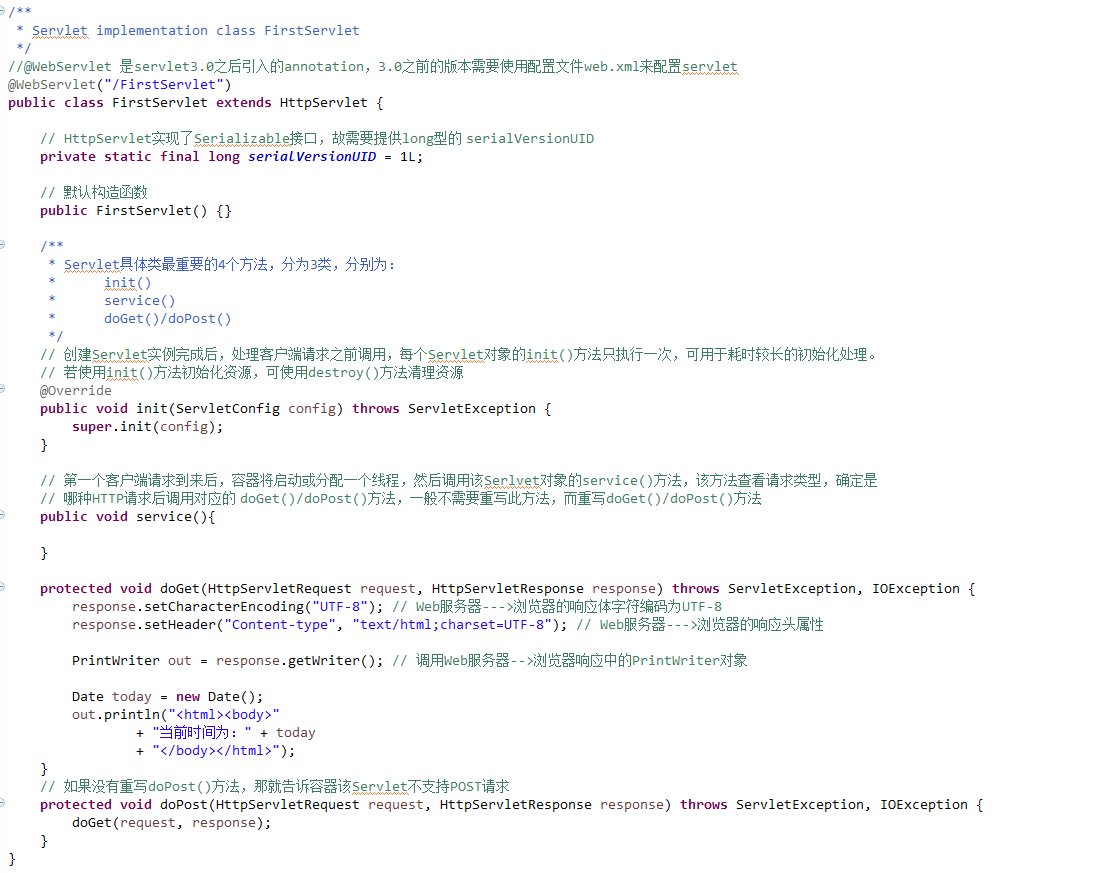 /**
 * Servlet implementation class FirstServlet
 */
//@WebServlet 是servlet3.0之后引入的annotation，3.0之前的版本需要使用配置文件web.xml来配置servlet
@WebServlet("/FirstServlet")
public class FirstServlet extends HttpServlet {

    // HttpServlet实现了Serializable接口，故需要提供long型的 serialVersionUID
    private static final long serialVersionUID = 1L;

    // 默认构造函数
    public FirstServlet() {}

    /**
     * Servlet具体类最重要的4个方法，分为3类，分别为：
     *      init()
     *      service()
     *      doGet()/doPost()
     */
    // 创建Servlet实例完成后，处理客户端请求之前调用，每个Servlet对象的init()方法只执行一次，可用于耗时较长的初始化处理。
    // 若使用init()方法初始化资源，可使用destroy()方法清理资源
    @Override
    public void init(ServletConfig config) throws ServletException {
        super.init(config);
    }

    // 第一个客户端请求到来后，容器将启动或分配一个线程，然后调用该Serlvet对象的service()方法，该方法查看请求类型，确定是
    // 哪种HTTP请求后调用对应的 doGet()/doPost()方法，一般不需要重写此方法，而重写doGet()/doPost()方法
    public void service(){

    }

    protected void doGet(HttpServletRequest request, HttpServletResponse response) throws ServletException, IOException {
        response.setCharacterEncoding("UTF-8"); // Web服务器--->浏览器的响应体字符编码为UTF-8
        response.setHeader("Content-type", "text/html;charset=UTF-8"); // Web服务器--->浏览器的响应头属性

        PrintWriter out = response.getWriter(); // 调用Web服务器-->浏览器响应中的PrintWriter对象

        Date today = new Date();
        out.println("<html><body>"
                + "当前时间为：" + today
                + "</body></html>");
    }
    // 如果没有重写doPost()方法，那就告诉容器该Servlet不支持POST请求
    protected void doPost(HttpServletRequest request, HttpServletResponse response) throws ServletException, IOException {
        doGet(request, response);
    }
}